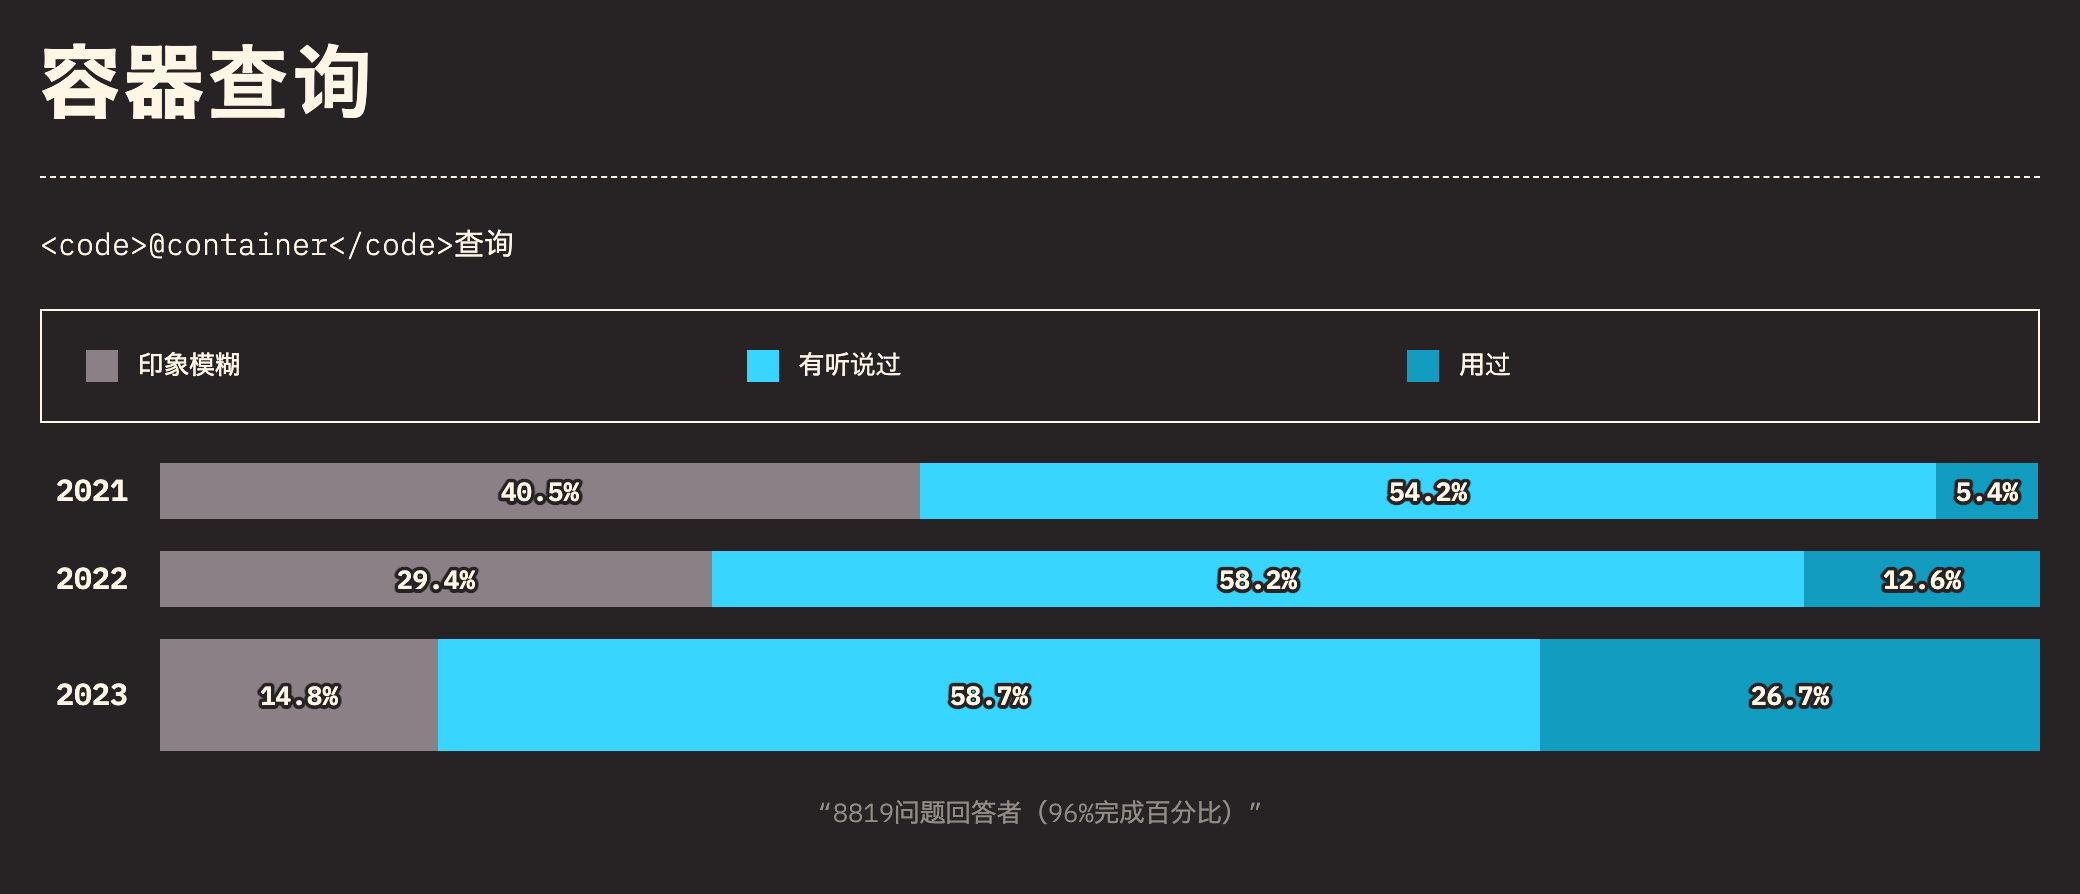 容器查询
<code>@container</code>查询
印象模糊 有听说过 用过
2021 40.5% 54.2% 5.4%
2022 29.4% 58.2% 12.6%
2023 14.8% 58.7% 26.7%
“8819问题回答者（96%完成百分比）”